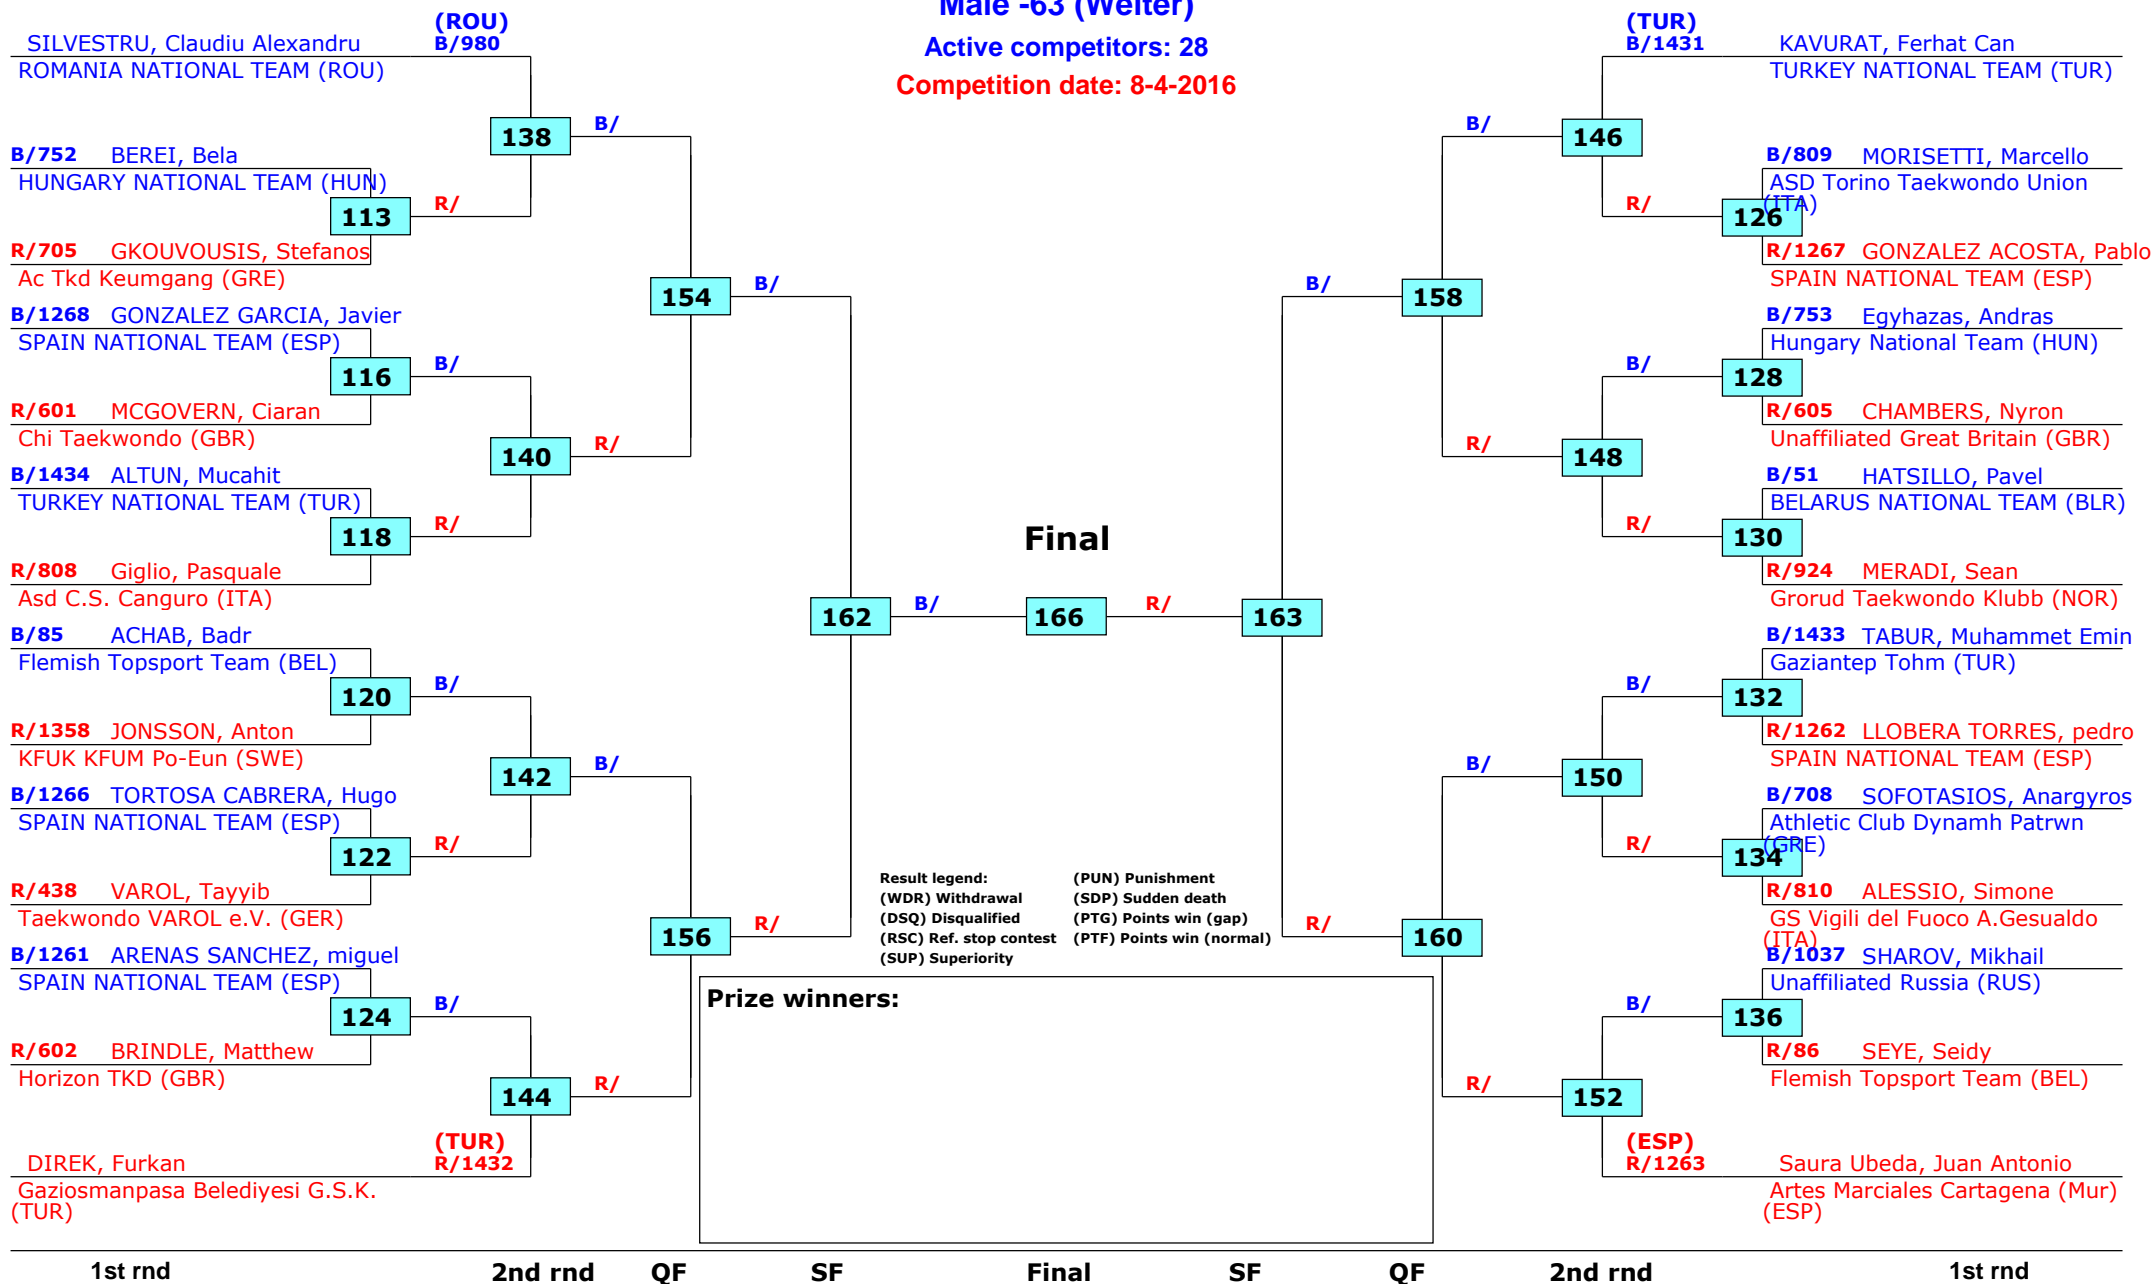 Male -63 (Welter)
Active competitors: 28
Competition date: 8-4-2016
(ROU)
SILVESTRU, Claudiu Alexandru B/980
ROMANIA NATIONAL TEAM (ROU)
138
B/
B/752 BEREI, Bela
HUNGARY NATIONAL TEAM (HUN)
113
R/
R/705 GKOUVOUSIS, Stefanos
Ac Tkd Keumgang (GRE)
154
B/
B/1268 GONZALEZ GARCIA, Javier
SPAIN NATIONAL TEAM (ESP)
116
B/
R/601 MCGOVERN, Ciaran
Chi Taekwondo (GBR)
140
R/
B/1434 ALTUN, Mucahit
TURKEY NATIONAL TEAM (TUR)
118
R/
R/808 Giglio, Pasquale
Asd C.S. Canguro (ITA)
162
B/
B/85 ACHAB, Badr
Flemish Topsport Team (BEL)
120
B/
R/1358 JONSSON, Anton
KFUK KFUM Po-Eun (SWE)
142
B/
B/1266 TORTOSA CABRERA, Hugo
SPAIN NATIONAL TEAM (ESP)
122
R/
R/438 VAROL, Tayyib
Taekwondo VAROL e.V. (GER)
156
R/
B/1261 ARENAS SANCHEZ, miguel
SPAIN NATIONAL TEAM (ESP)
124
B/
R/602 BRINDLE, Matthew
Horizon TKD (GBR)
144
R/
(TUR)
DIREK, Furkan R/1432
Gaziosmanpasa Belediyesi G.S.K.
(TUR)
Final
166
R/
Result legend: (PUN) Punishment
(WDR) Withdrawal (SDP) Sudden death
(DSQ) Disqualified (PTG) Points win (gap)
(RSC) Ref. stop contest (PTF) Points win (normal)
(SUP) Superiority
Prize winners:
(TUR)
B/1431 KAVURAT, Ferhat Can
TURKEY NATIONAL TEAM (TUR)
B/
146
B/809 MORISETTI, Marcello
ASD Torino Taekwondo Union
(ITA)
R/
126
R/1267 GONZALEZ ACOSTA, Pablo
SPAIN NATIONAL TEAM (ESP)
B/
158
B/753 Egyhazas, Andras
Hungary National Team (HUN)
B/
128
R/605 CHAMBERS, Nyron
Unaffiliated Great Britain (GBR)
R/
148
B/51 HATSILLO, Pavel
BELARUS NATIONAL TEAM (BLR)
R/
130
R/924 MERADI, Sean
Grorud Taekwondo Klubb (NOR)
163
B/1433 TABUR, Muhammet Emin
Gaziantep Tohm (TUR)
B/
132
R/1262 LLOBERA TORRES, pedro
SPAIN NATIONAL TEAM (ESP)
B/
150
B/708 SOFOTASIOS, Anargyros
Athletic Club Dynamh Patrwn
(GRE)
R/
134
R/810 ALESSIO, Simone
GS Vigili del Fuoco A.Gesualdo
(ITA)
R/
160
B/1037 SHAROV, Mikhail
Unaffiliated Russia (RUS)
B/
136
R/86 SEYE, Seidy
Flemish Topsport Team (BEL)
R/
152
(ESP)
R/1263 Saura Ubeda, Juan Antonio
Artes Marciales Cartagena (Mur)
(ESP)
1st rnd 2nd rnd QF SF Final SF QF 2nd rnd 1st rnd